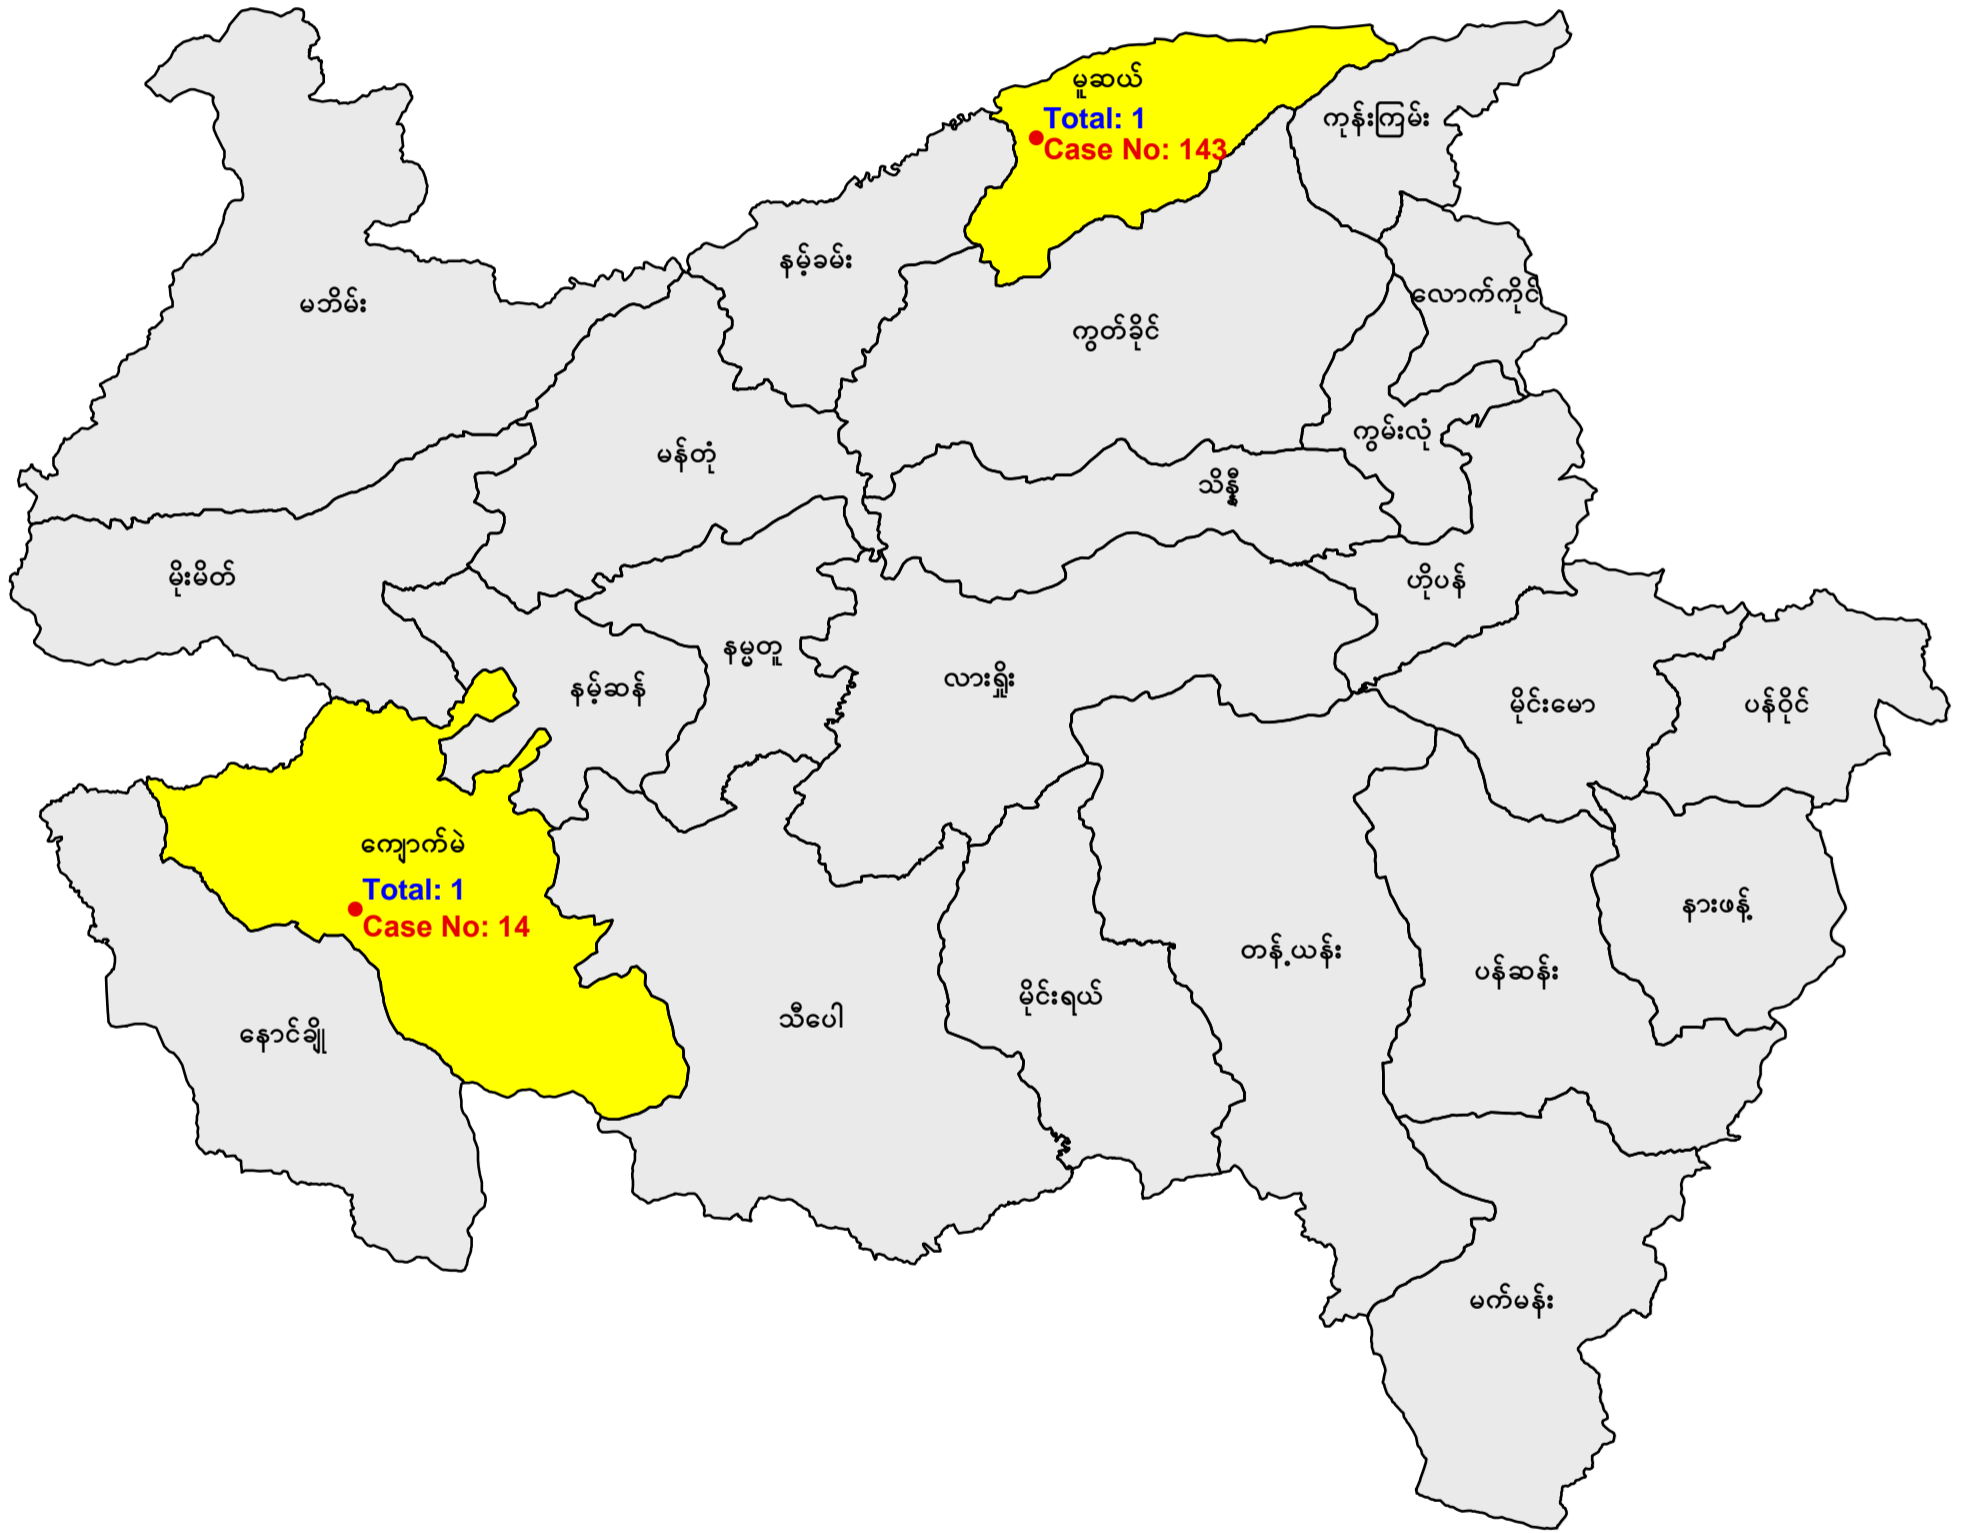 မူဆယ်
Total: 1
Case No: 143
ကုန်းကြမ်း
နမ့်ခမ်း
မဘိမ်း
လောက်ကိုင်
ကွတ်ခိုင်
ကွမ်းလုံ
မန်တုံ
သိန္နီ
မိုးမိတ်
ဟိုပန်
နမ္မတူ
နမ့်ဆန်
လားရှိုး
မိုင်းမော
ပန်ဝိုင်
ကျောက်မဲ
Total: 1
Case No: 14
နားဖန့်
တန့်ယန်း
ပန်ဆန်း
မိုင်းရယ်
သီပေါ
နောင်ချို
မက်မန်း